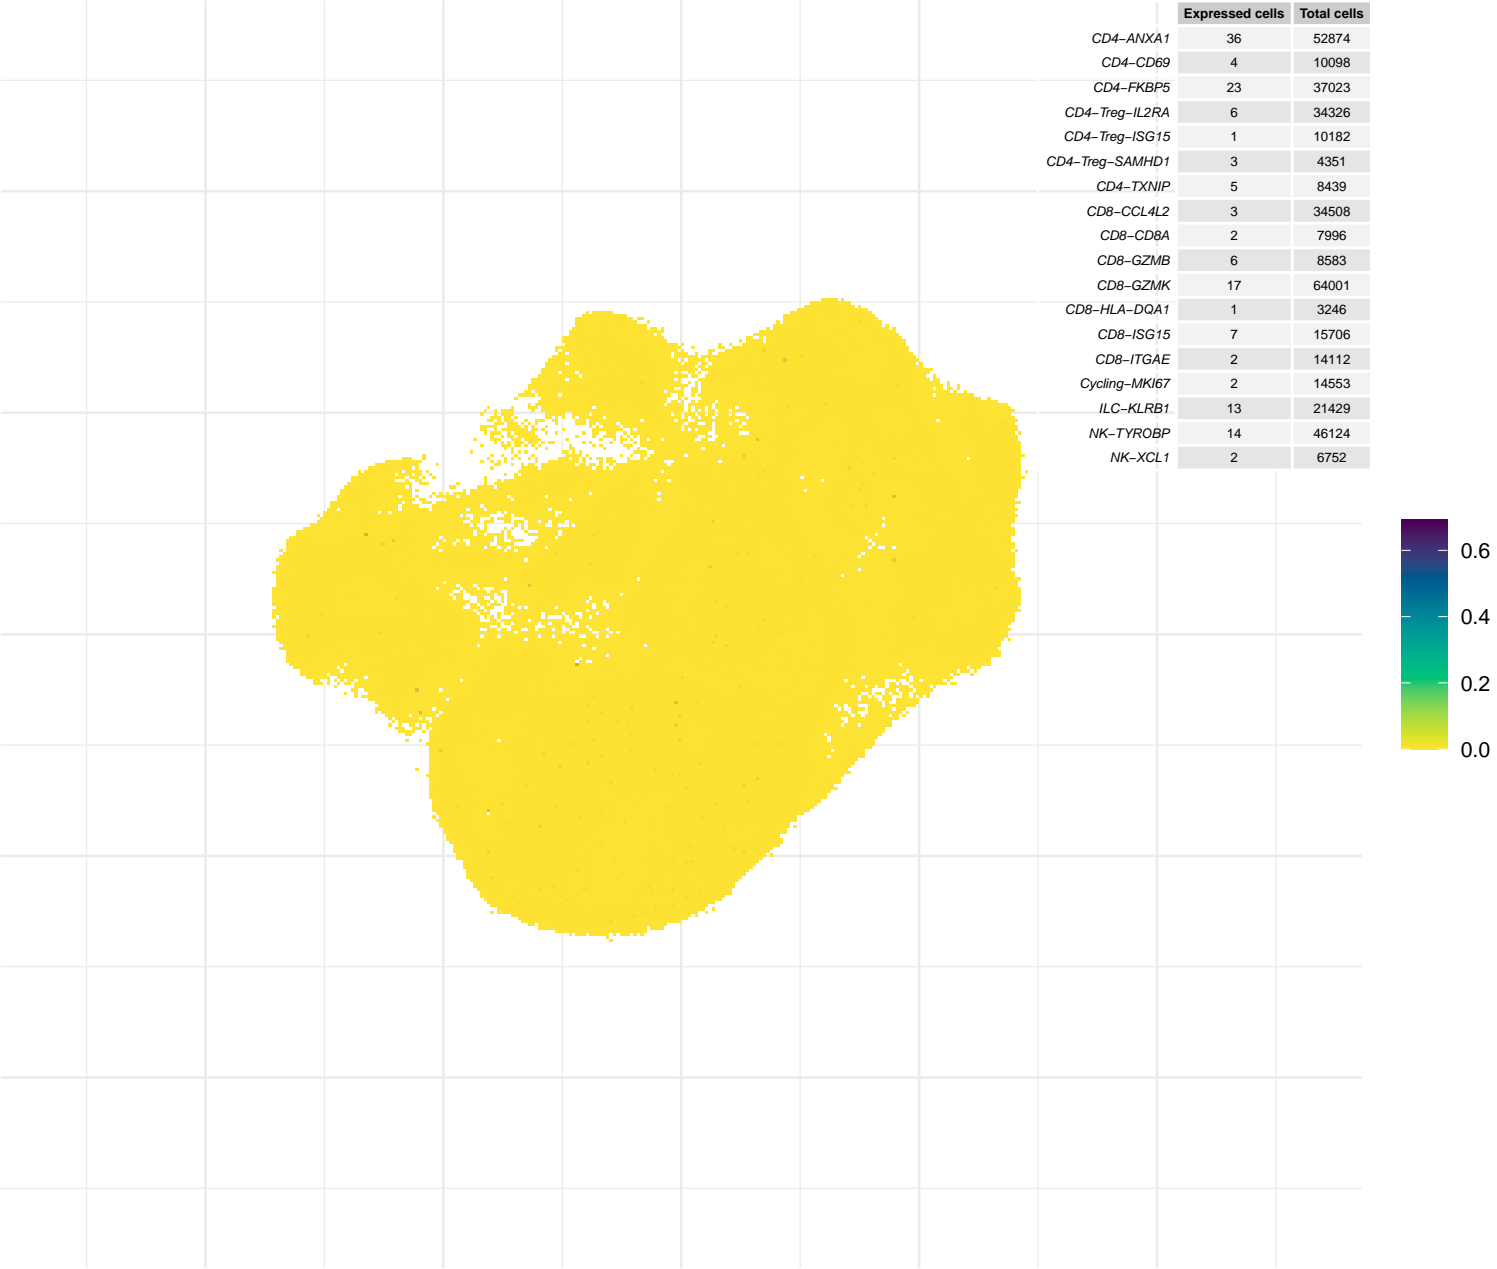 Expressed cells Total cells
CD4−ANXA1 36 52874
CD4−CD69 4 10098
CD4−FKBP5 23 37023
CD4−Treg−IL2RA 6 34326
CD4−Treg−ISG15 1 10182
CD4−Treg−SAMHD1 3 4351
CD4−TXNIP 5 8439
CD8−CCL4L2 3 34508
CD8−CD8A 2 7996
CD8−GZMB 6 8583
CD8−GZMK 17 64001
CD8−HLA−DQA1 1 3246
CD8−ISG15 7 15706
CD8−ITGAE 2 14112
Cycling−MKI67 2 14553
ILC−KLRB1 13 21429
NK−TYROBP 14 46124
NK−XCL1 2 6752
0.6
0.4
0.2
0.0